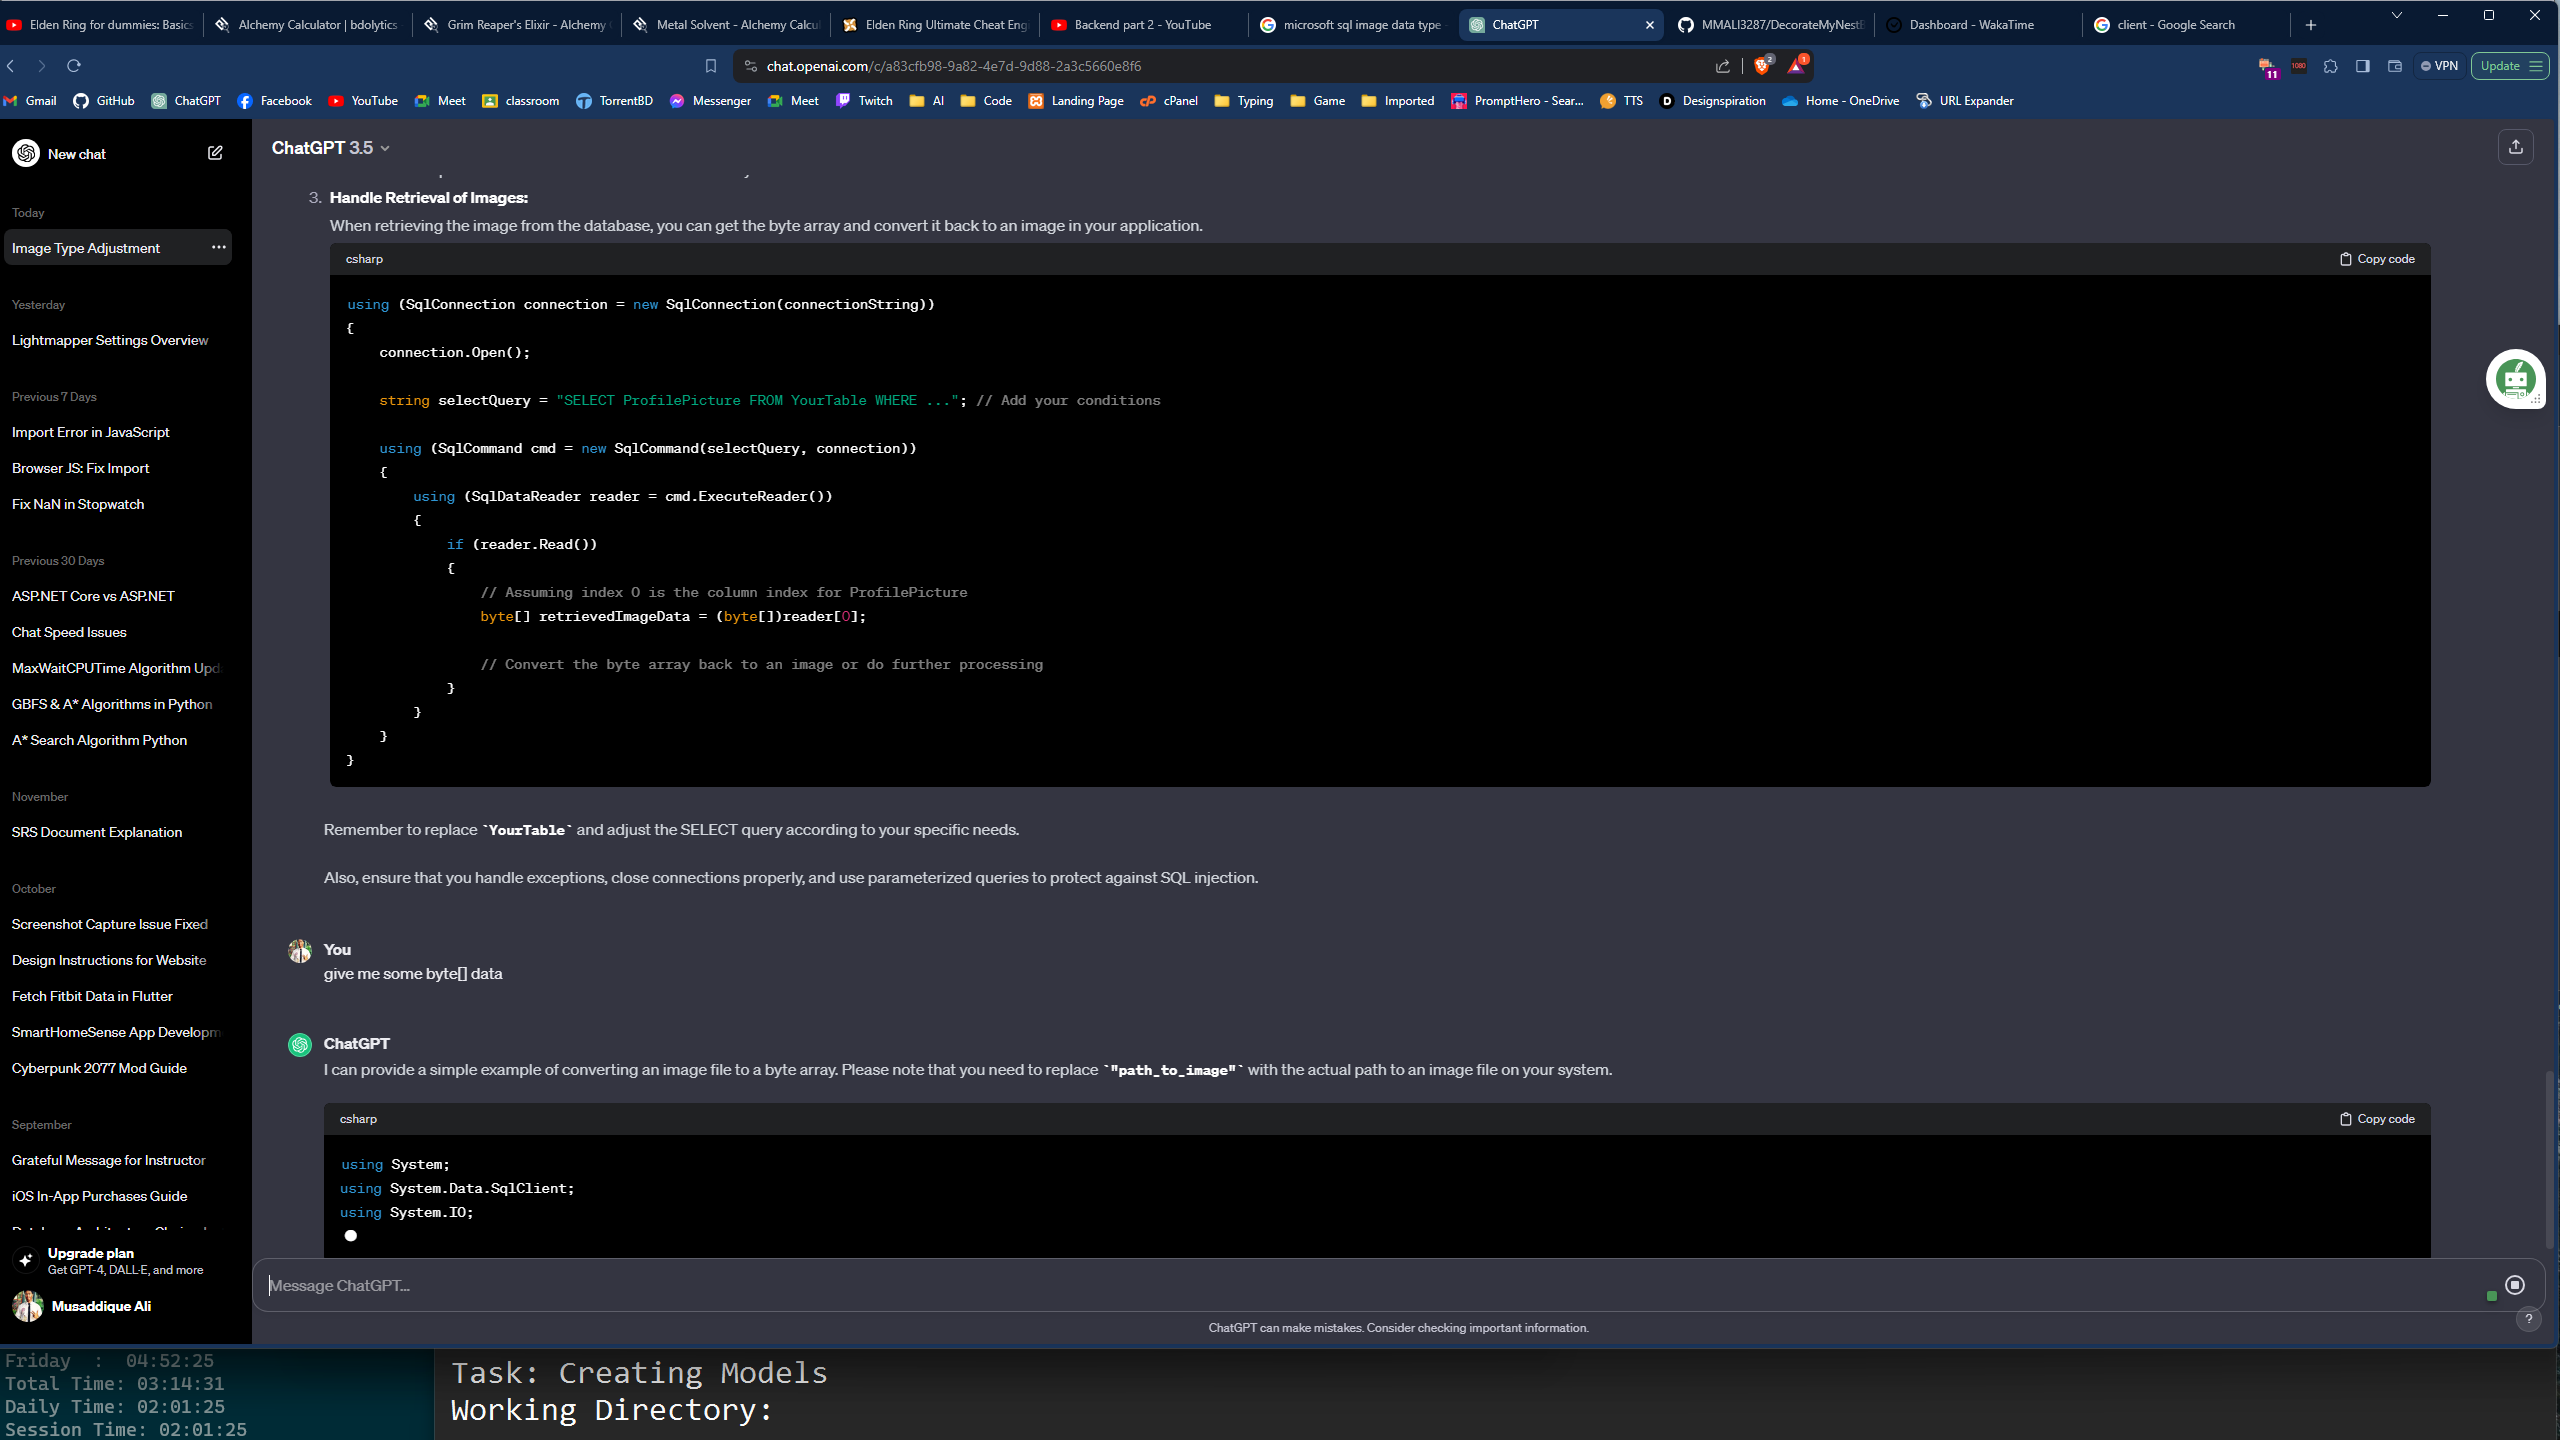 Elden Ring for dummies: Basics
Alchemy Calculator | bdolytics
Grim Reaper's Elixir - Alchemy
Metal Solvent - Alchemy Calcu
Elden Ring Ultimate Cheat Eng
Backend part 2 - YouTube
microsoft sql image data type
ChatGPT
MMALI3287/DecorateMyNest
Dashboard - WakaTime
client - Google Search
chat.openai.com/c/a83cfb98-9a82-4e7d-9d88-2a3c5660e8f6
2
1
11
1080
VPN
Update
Gmail
GitHub
ChatGPT
Facebook
YouTube
Meet
classroom
TorrentBD
Messenger
Meet
Twitch
AI
Code
Landing Page
cPanel
Typing
Game
Imported
PromptHero - Sear...
TTS
Designspiration
Home - OneDrive
URL Expander
New chat
Today
Image Type Adjustment
Yesterday
Lightmapper Settings Overview
Previous 7 Days
Import Error in JavaScript
Browser JS: Fix Import
Fix NaN in Stopwatch
Previous 30 Days
ASP.NET Core vs ASP.NET
Chat Speed Issues
MaxWaitCPUTime Algorithm Upd
GBFS & A* Algorithms in Python
A* Search Algorithm Python
November
SRS Document Explanation
October
Screenshot Capture Issue Fixed
Design Instructions for Website
Fetch Fitbit Data in Flutter
SmartHomeSense App Developm
Cyberpunk 2077 Mod Guide
September
Grateful Message for Instructor
iOS In-App Purchases Guide
Upgrade plan
Get GPT-4, DALL·E, and more
Musaddique Ali
ChatGPT 3.5
3. Handle Retrieval of Images:
When retrieving the image from the database, you can get the byte array and convert it back to an image in your application.
csharp
Copy code
using (SqlConnection connection = new SqlConnection(connectionString))
{
connection.Open();
string selectQuery = "SELECT ProfilePicture FROM YourTable WHERE ..."; // Add your conditions
using (SqlCommand cmd = new SqlCommand(selectQuery, connection))
{
using (SqlDataReader reader = cmd.ExecuteReader())
{
if (reader.Read())
{
// Assuming index 0 is the column index for ProfilePicture
byte[] retrievedImageData = (byte[])reader[0];
// Convert the byte array back to an image or do further processing
}
}
}
}
Remember to replace `YourTable` and adjust the SELECT query according to your specific needs.
Also, ensure that you handle exceptions, close connections properly, and use parameterized queries to protect against SQL injection.
You
give me some byte[] data
ChatGPT
I can provide a simple example of converting an image file to a byte array. Please note that you need to replace `"path_to_image"` with the actual path to an image file on your system.
csharp
Copy code
using System;
using System.Data.SqlClient;
using System.IO;
Message ChatGPT...
ChatGPT can make mistakes. Consider checking important information.
?
Friday : 04:52:25
Total Time: 03:14:31
Daily Time: 02:01:25
Session Time: 02:01:25
Task: Creating Models
Working Directory: